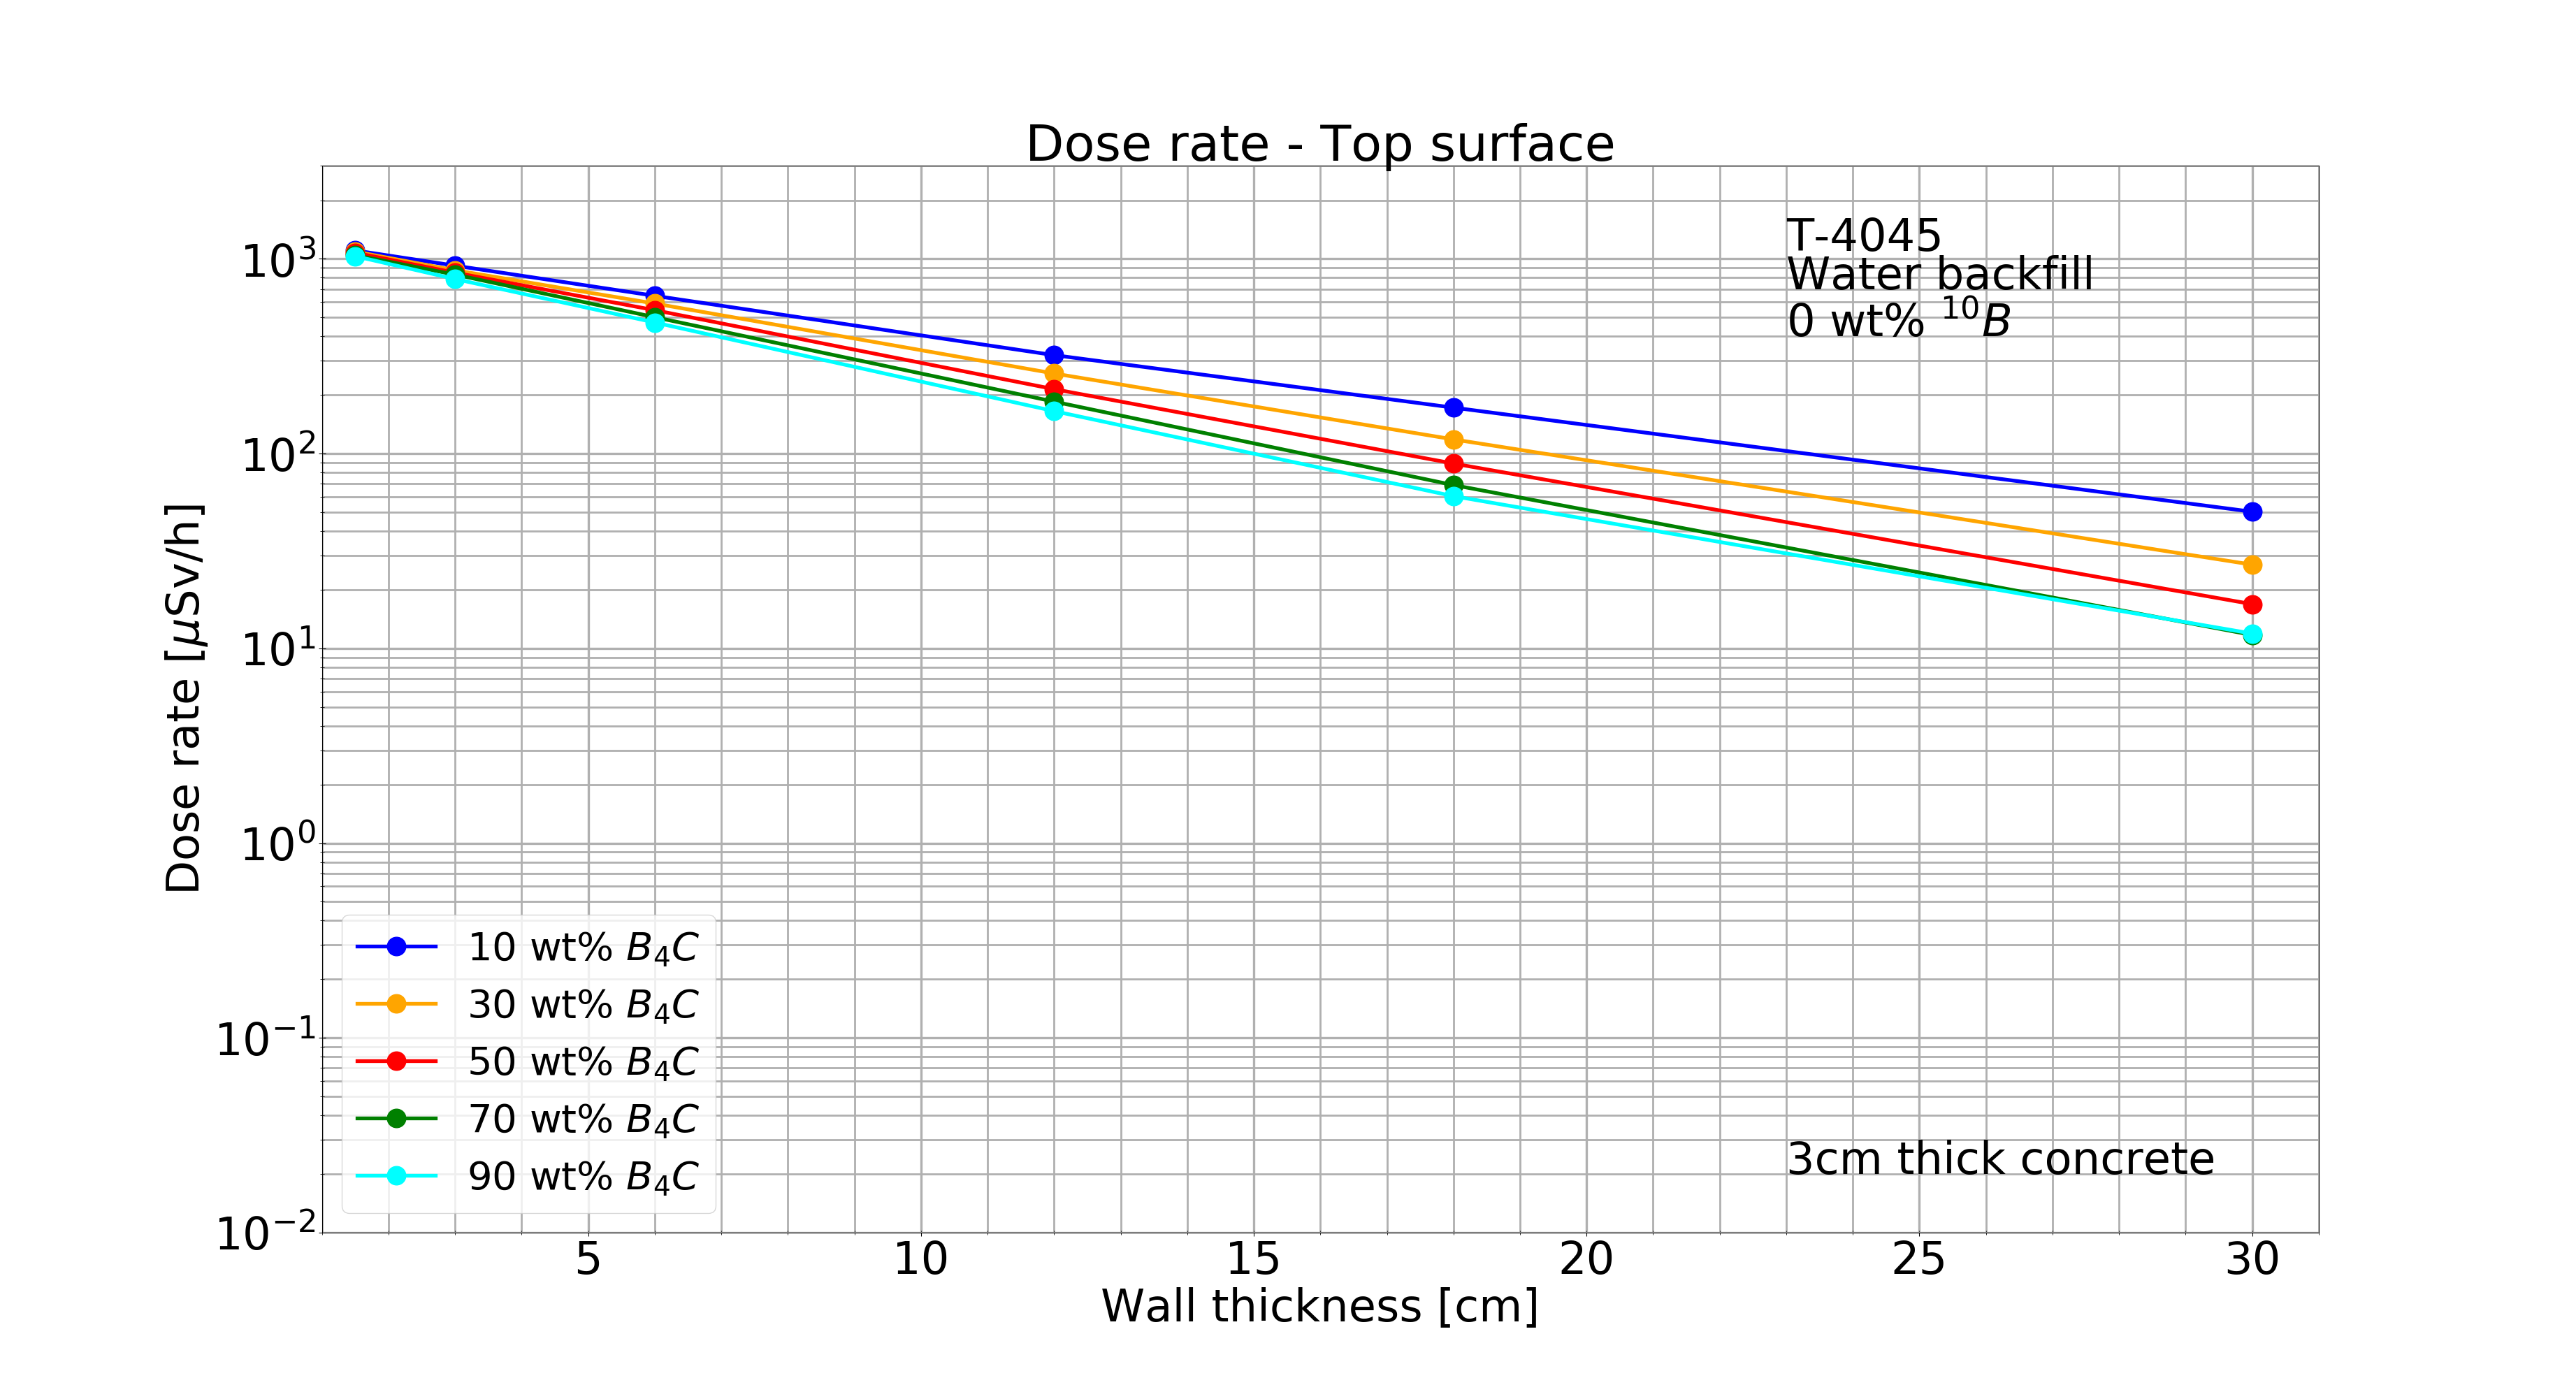 Dose rate - Top surface
T-4045
Water backfill
0 wt% ¹⁰B
Dose rate [μSv/h]
10³
10²
10¹
10⁰
10⁻¹
10⁻²
10 wt% B₄C
30 wt% B₄C
50 wt% B₄C
70 wt% B₄C
90 wt% B₄C
3cm thick concrete
5 10 15 20 25 30
Wall thickness [cm]